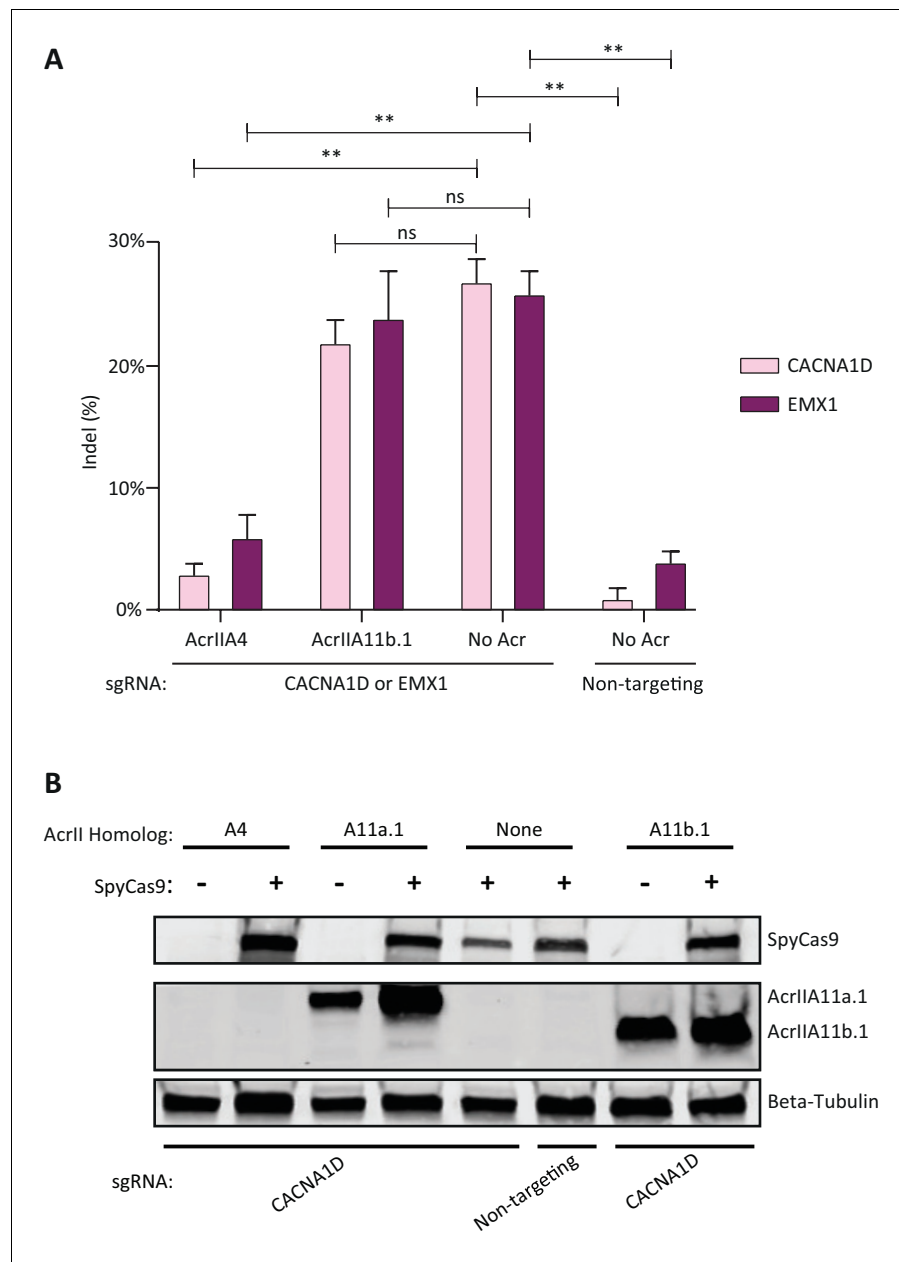 A
**
**
**
**
ns
ns
30%
20%
10%
0%
Indel (%)
CACNA1D
EMX1
AcrIIA4 AcrIIA11b.1 No Acr No Acr
sgRNA: CACNA1D or EMX1 Non-targeting
B
AcrII Homolog: A4 A11a.1 None A11b.1
SpyCas9: - + - + + + - +
SpyCas9
AcrIIA11a.1
AcrIIA11b.1
Beta-Tubulin
sgRNA: CACNA1D Non-targeting CACNA1D